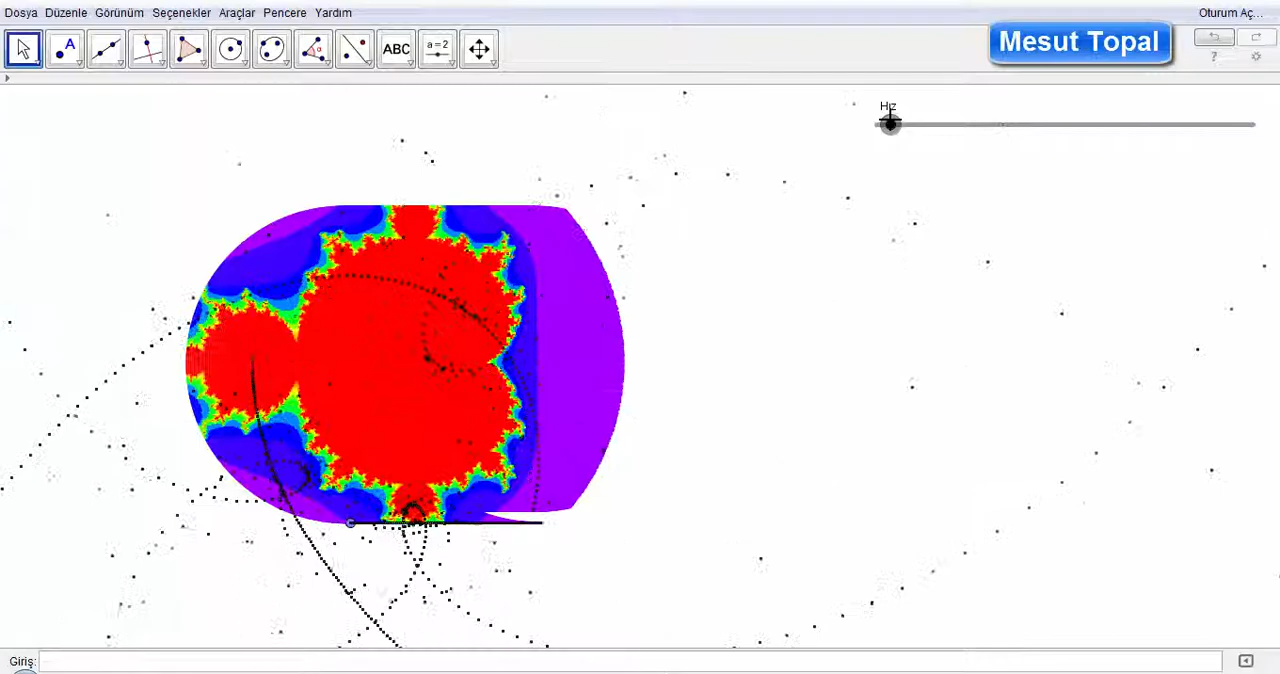 Dosya Düzenle Görünüm Seçenekler Araçlar Pencere Yardım
Oturum Aç...
A
ABC
a=2
Mesut Topal
?
Hız
Giriş: